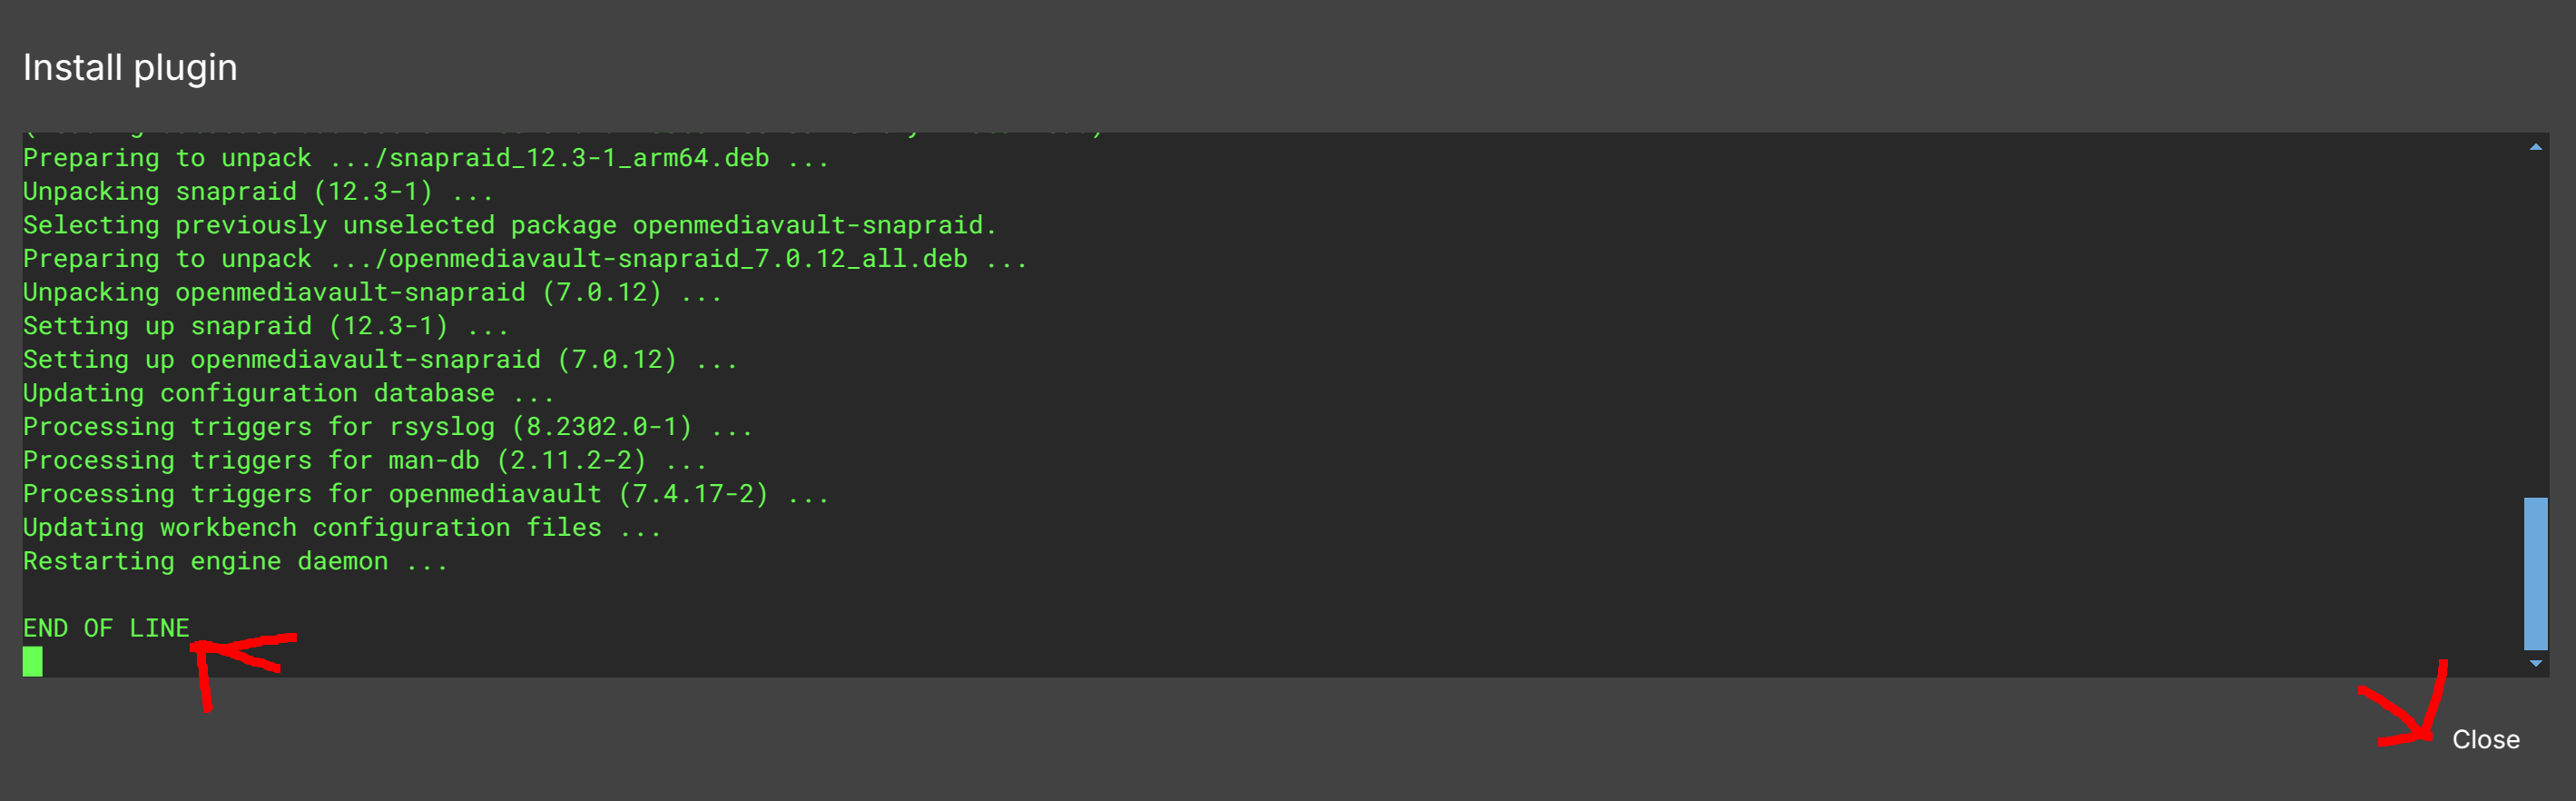 Install plugin
Preparing to unpack .../snapraid_12.3-1_arm64.deb ...
Unpacking snapraid (12.3-1) ...
Selecting previously unselected package openmediavault-snapraid.
Preparing to unpack .../openmediavault-snapraid_7.0.12_all.deb ...
Unpacking openmediavault-snapraid (7.0.12) ...
Setting up snapraid (12.3-1) ...
Setting up openmediavault-snapraid (7.0.12) ...
Updating configuration database ...
Processing triggers for rsyslog (8.2302.0-1) ...
Processing triggers for man-db (2.11.2-2) ...
Processing triggers for openmediavault (7.4.17-2) ...
Updating workbench configuration files ...
Restarting engine daemon ...
END OF LINE
Close